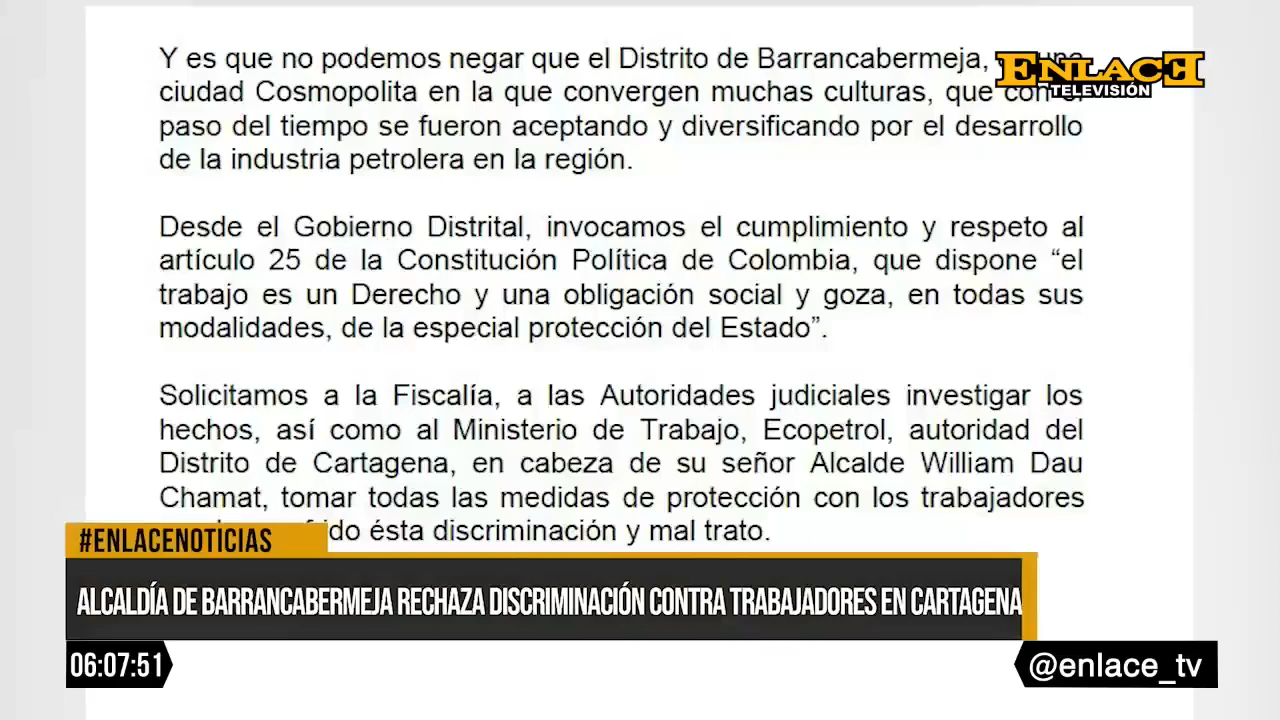 Y es que no podemos negar que el Distrito de Barrancabermeja,
ciudad Cosmopolita en la que convergen muchas culturas, que con
paso del tiempo se fueron aceptando y diversificando por el desarrollo
de la industria petrolera en la región.
Desde el Gobierno Distrital, invocamos el cumplimiento y respeto al
artículo 25 de la Constitución Política de Colombia, que dispone “el
trabajo es un Derecho y una obligación social y goza, en todas sus
modalidades, de la especial protección del Estado”.
Solicitamos a la Fiscalía, a las Autoridades judiciales investigar los
hechos, así como al Ministerio de Trabajo, Ecopetrol, autoridad del
Distrito de Cartagena, en cabeza de su señor Alcalde William Dau
Chamat, tomar todas las medidas de protección con los trabajadores
ésta discriminación y mal trato.
ENLACE
TELEVISIÓN
#ENLACENOTICIAS
ALCALDÍA DE BARRANCABERMEJA RECHAZA DISCRIMINACIÓN CONTRA TRABAJADORES EN CARTAGENA
06:07:51
@enlace_tv